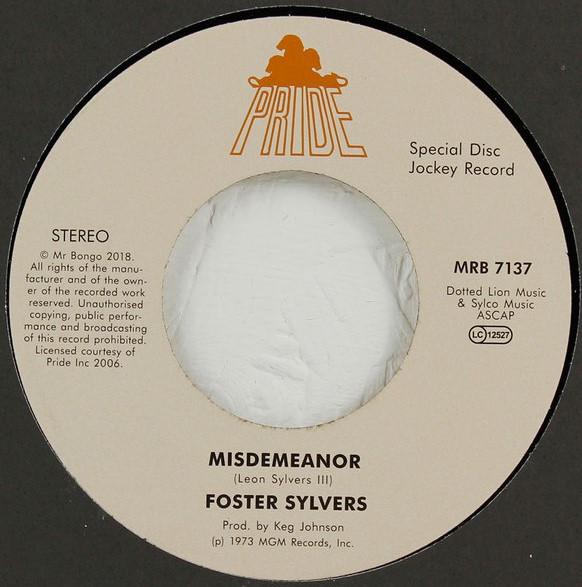 PRIDE
Special Disc
Jockey Record
STEREO
© Mr Bongo 2018.
All rights of the manu-
facturer and of the own-
er of the recorded work
reserved. Unauthorised
copying, public perfor-
mance and broadcasting
of this record prohibited.
Licensed courtesy of
Pride Inc 2006.
MRB 7137
Dotted Lion Music
& Sylco Music
ASCAP
LC 12527
MISDEMEANOR
(Leon Sylvers III)
FOSTER SYLVERS
Prod. by Keg Johnson
(p) 1973 MGM Records, Inc.